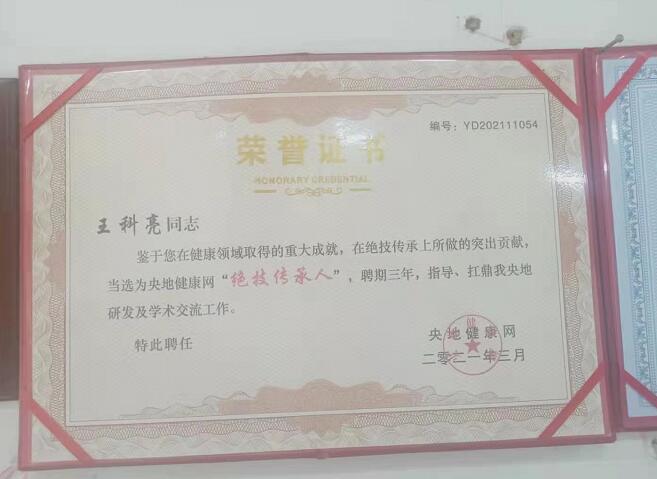 编号：YD202111054
荣誉证书
HONORARY CREDENTIAL
王科亮同志
鉴于您在健康领域取得的重大成就，在绝技传承上所做的突出贡献，
当选为央地健康网“绝技传承人”，聘期三年，指导、扛鼎我央地
研发及学术交流工作。
特此聘任
央地健康网
二零二一年三月